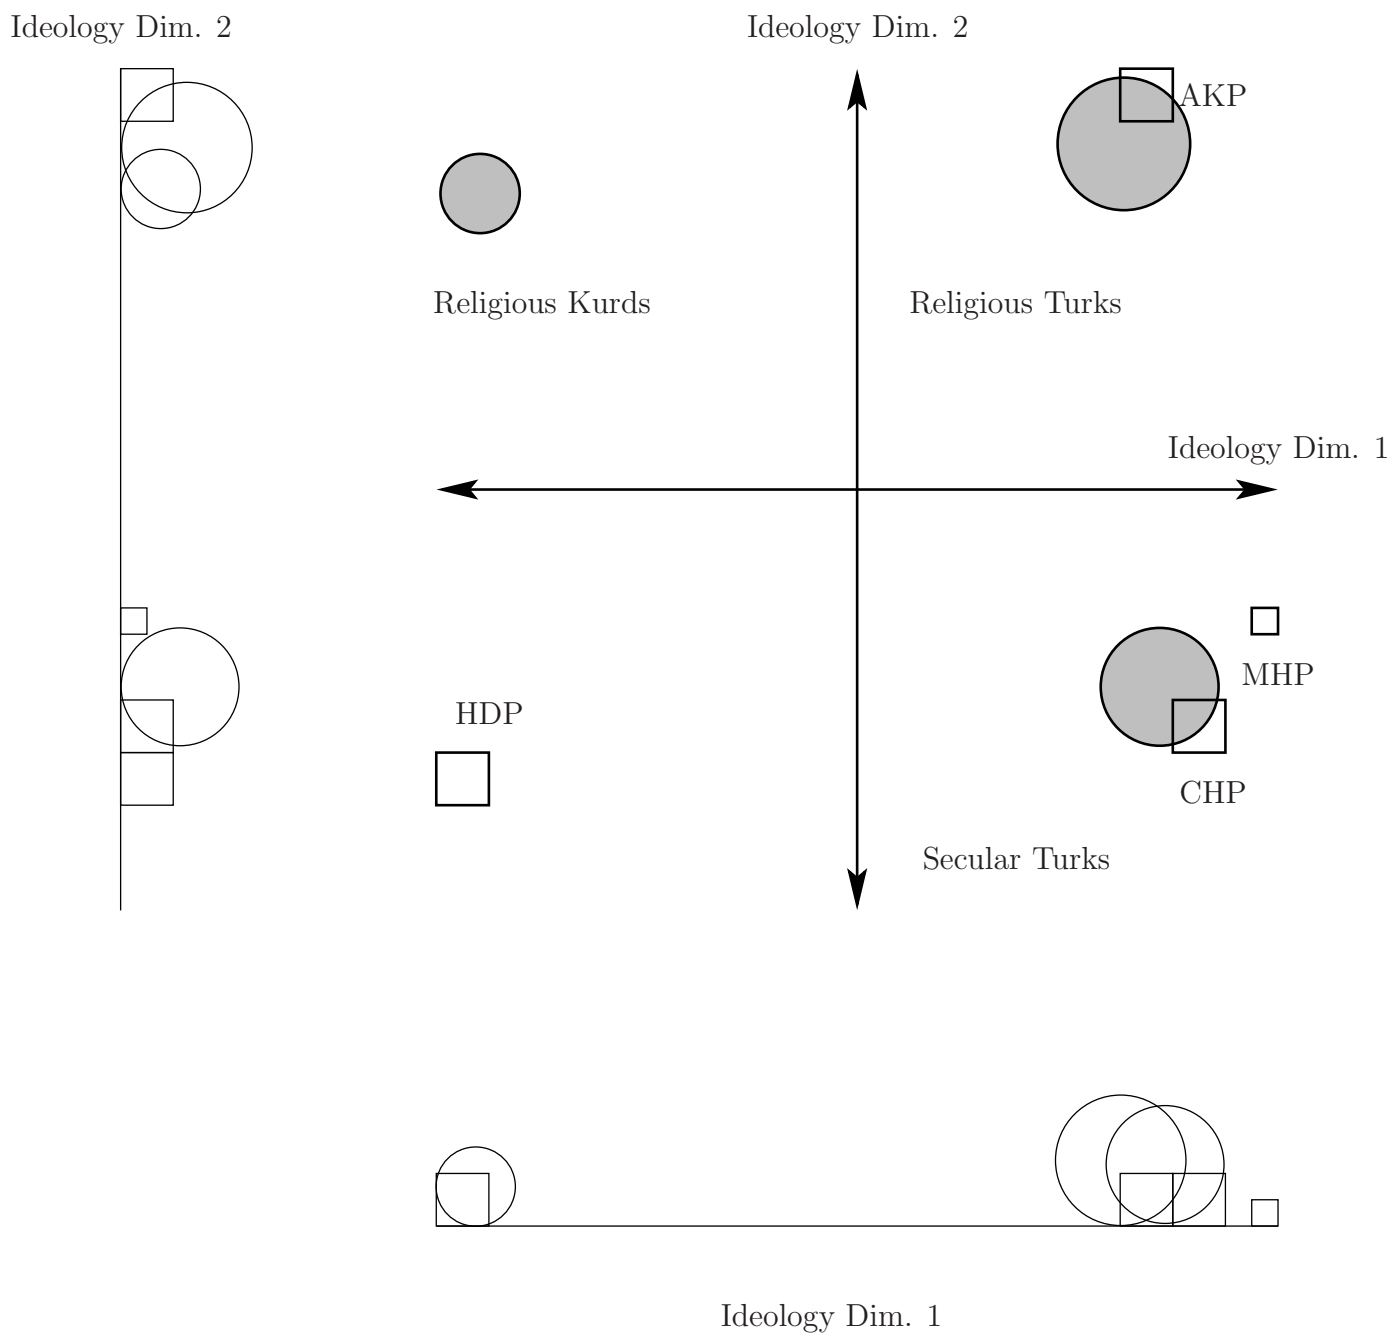 Ideology Dim. 2
Ideology Dim. 2
AKP
Religious Kurds
Religious Turks
Ideology Dim. 1
MHP
HDP
CHP
Secular Turks
Ideology Dim. 1